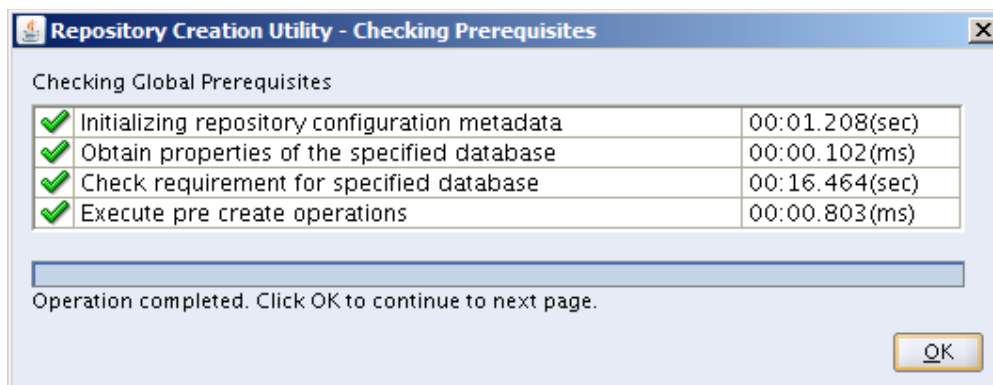 Repository Creation Utility - Checking Prerequisites
Checking Global Prerequisites
Initializing repository configuration metadata 00:01.208(sec)
Obtain properties of the specified database 00:00.102(ms)
Check requirement for specified database 00:16.464(sec)
Execute pre create operations 00:00.803(ms)
Operation completed. Click OK to continue to next page.
OK